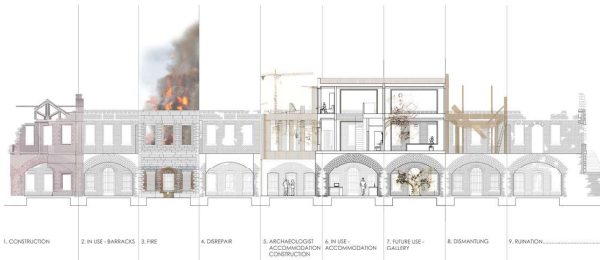 1. CONSTRUCTION
2. IN USE - BARRACKS
3. FIRE
4. DISREPAIR
5. ARCHAEOLOGIST
ACCOMMODATION
CONSTRUCTION
6. IN USE -
ACCOMMODATION
7. FUTURE USE -
GALLERY
8. DISMANTLING
9. RUINATION....................